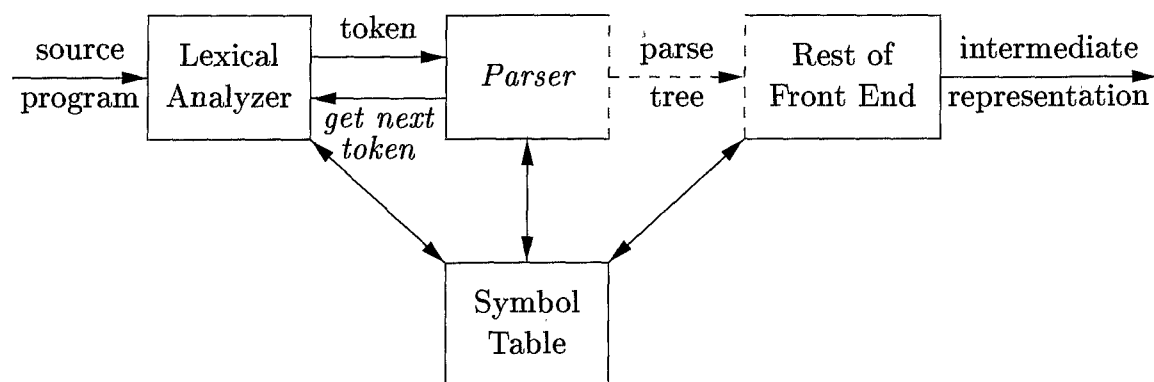 source
program
Lexical
Analyzer
token
get next
token
Parser
parse
tree
Rest of
Front End
intermediate
representation
Symbol
Table